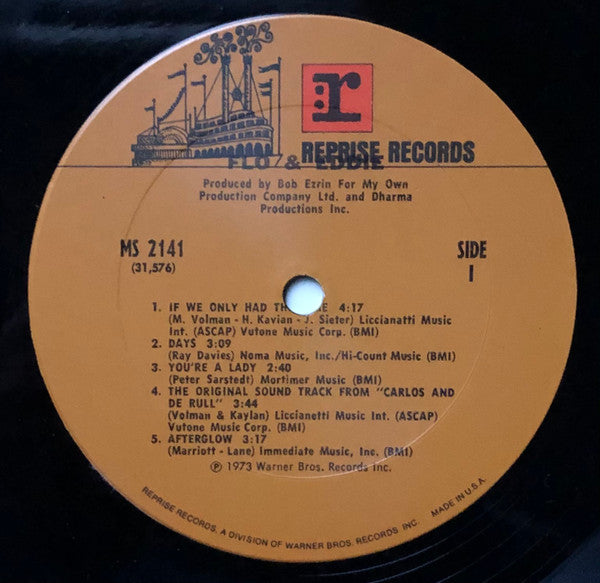 r
REPRISE RECORDS
FLO & EDDIE
Produced by Bob Ezrin For My Own
Production Company Ltd. and Dharma
Productions Inc.
MS 2141
(31,576)
SIDE
1
1. IF WE ONLY HAD THE TIME 4:17
(M. Volman - H. Kavlan - J. Sieter) Liccianatti Music
Int. (ASCAP) Vutone Music Corp. (BMI)
2. DAYS 3:09
(Ray Davies) Noma Music, Inc./Hi-Count Music (BMI)
3. YOU'RE A LADY 2:40
(Peter Sarstedt) Mortimer Music (BMI)
4. THE ORIGINAL SOUND TRACK FROM "CARLOS AND
DE RULL" 3:44
(Volman & Kaylan) Liccianetti Music Int. (ASCAP)
Vutone Music Corp. (BMI)
5. AFTERGLOW 3:17
(Marriott - Lane) Immediate Music, Inc. (BMI)
℗ 1973 Warner Bros. Records Inc.
REPRISE RECORDS, A DIVISION OF WARNER BROS. RECORDS, INC. MADE IN U.S.A.